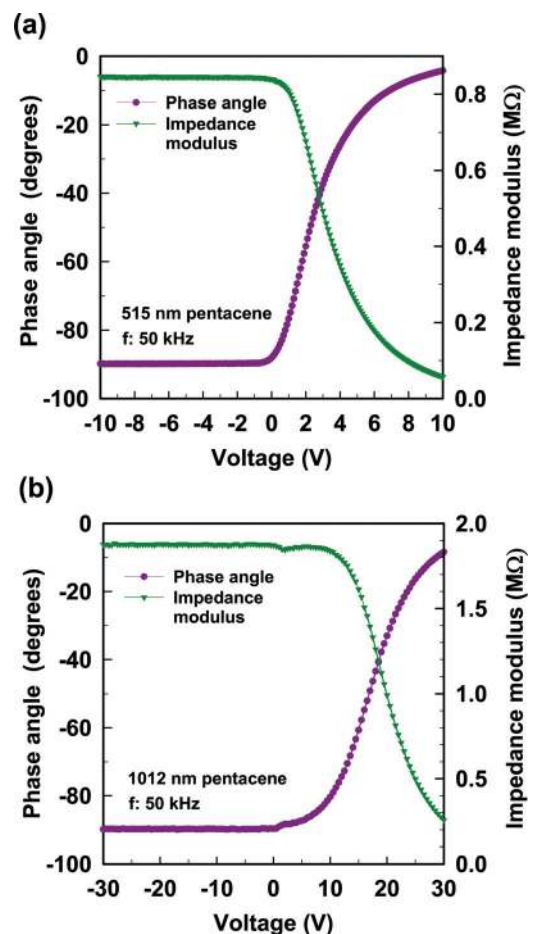 (a)
0
-20
-40
-60
-80
-100
Phase angle (degrees)
0.8
0.6
0.4
0.2
0.0
Impedance modulus (MΩ)
Phase angle
Impedance
modulus
515 nm pentacene
f: 50 kHz
-10 -8 -6 -4 -2 0 2 4 6 8 10
Voltage (V)
(b)
0
-20
-40
-60
-80
-100
Phase angle (degrees)
2.0
1.5
1.0
0.5
0.0
Impedance modulus (MΩ)
Phase angle
Impedance
modulus
1012 nm pentacene
f: 50 kHz
-30 -20 -10 0 10 20 30
Voltage (V)